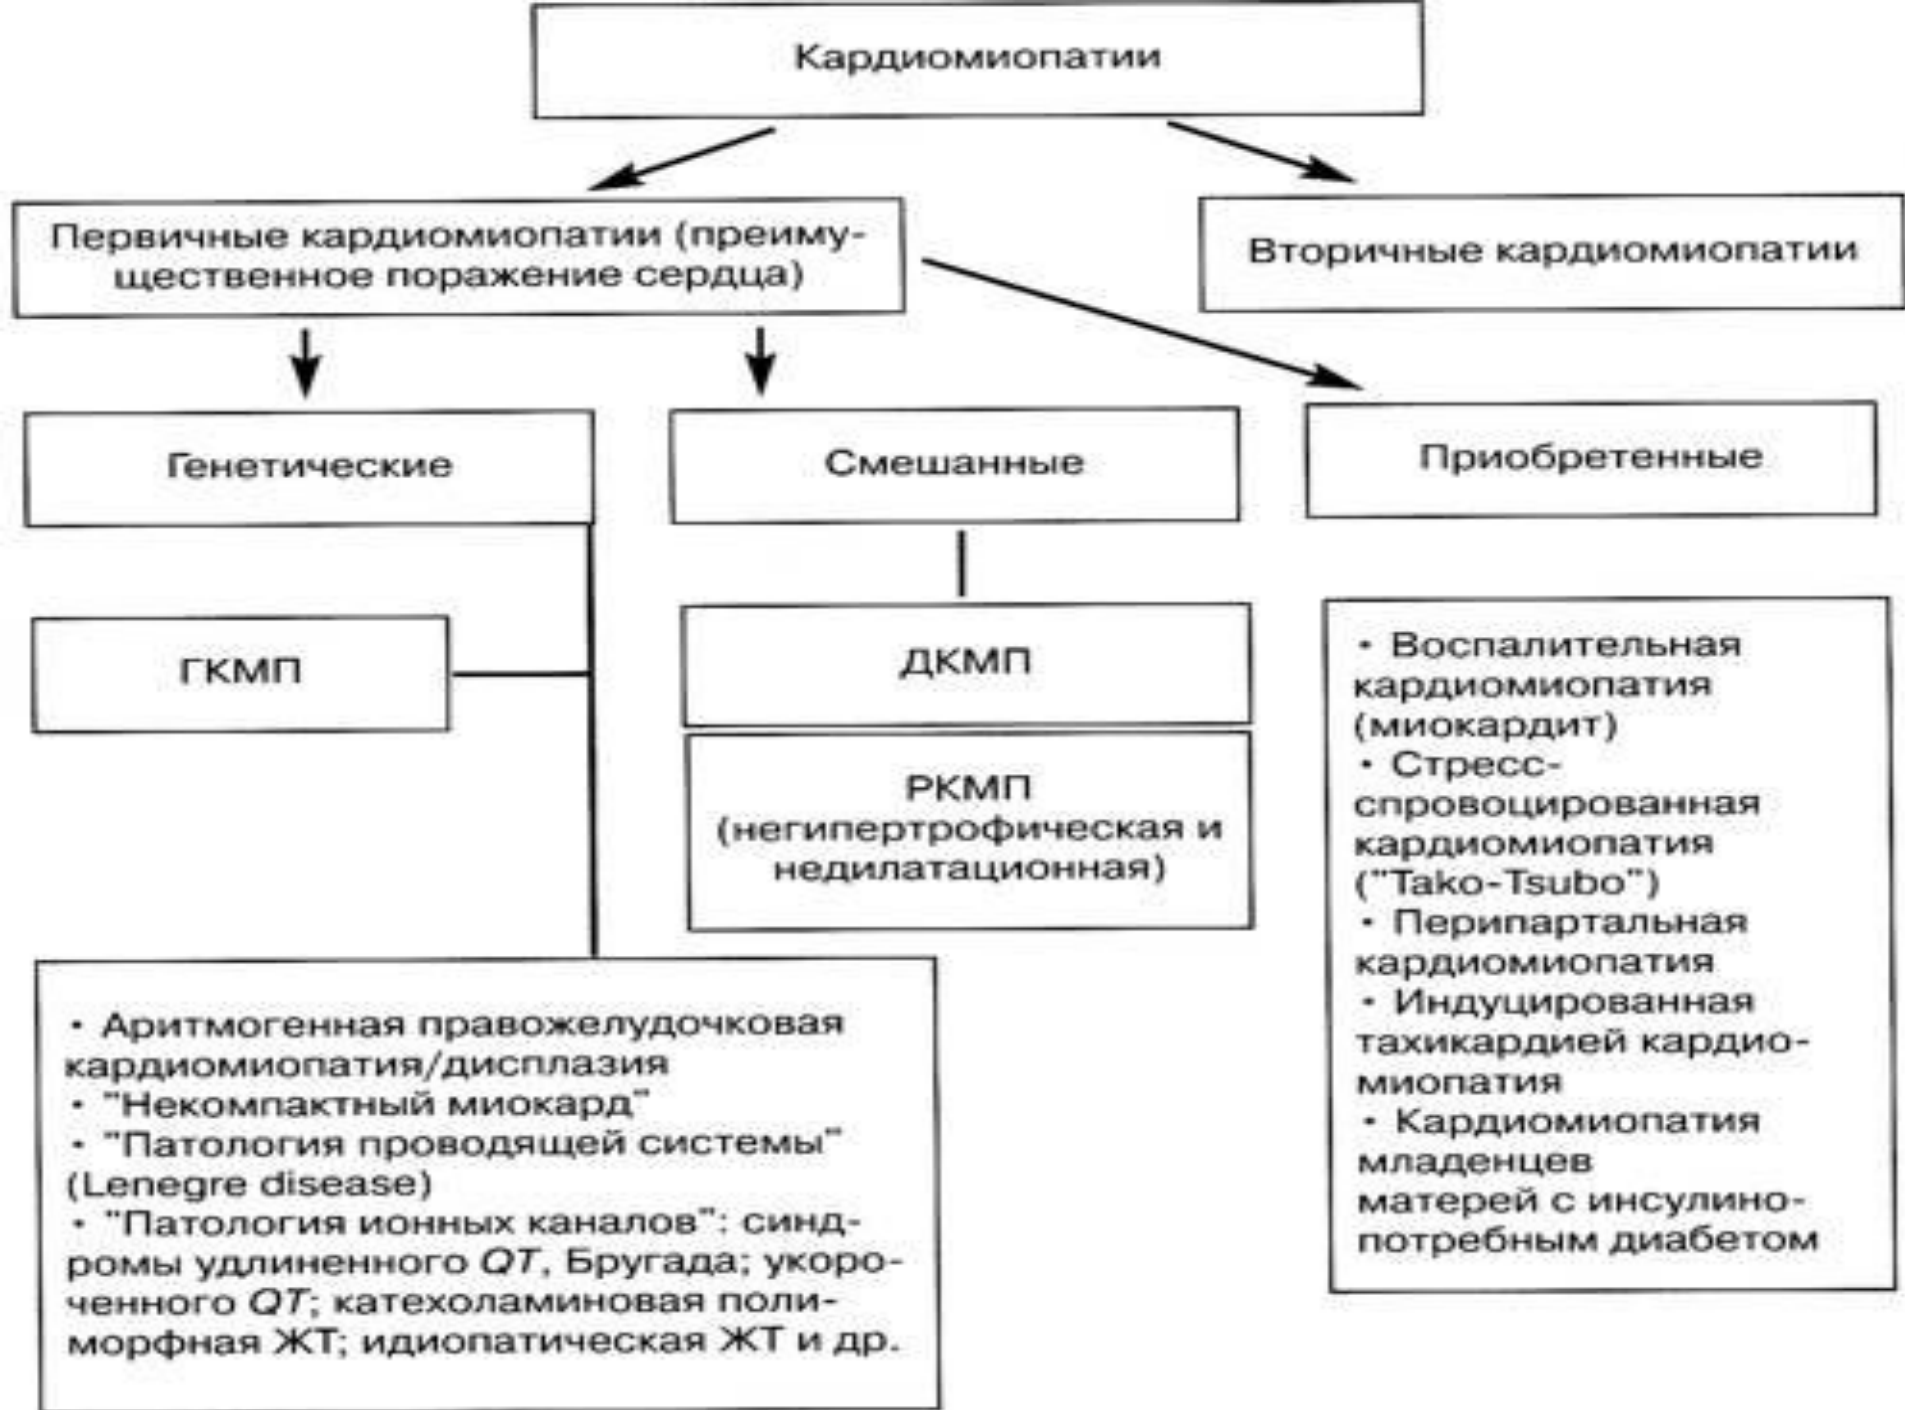 Кардиомиопатии
Первичные кардиомиопатии (преиму-
щественное поражение сердца)
Вторичные кардиомиопатии
Генетические
Смешанные
Приобретенные
ГКМП
ДКМП
РКМП
(негипертрофическая и
недилатационная)
• Аритмогенная правожелудочковая
кардиомиопатия/дисплазия
• "Некомпактный миокард"
• "Патология проводящей системы"
(Lenegre disease)
• "Патология ионных каналов": синд-
ромы удлиненного QT, Бругада; укоро-
ченного QT; катехоламиновая поли-
морфная ЖТ; идиопатическая ЖТ и др.
• Воспалительная
кардиомиопатия
(миокардит)
• Стресс-
спровоцированная
кардиомиопатия
("Tako-Tsubo")
• Перипартальная
кардиомиопатия
• Индуцированная
тахикардией кардио-
миопатия
• Кардиомиопатия
младенцев
матерей с инсулино-
потребным диабетом